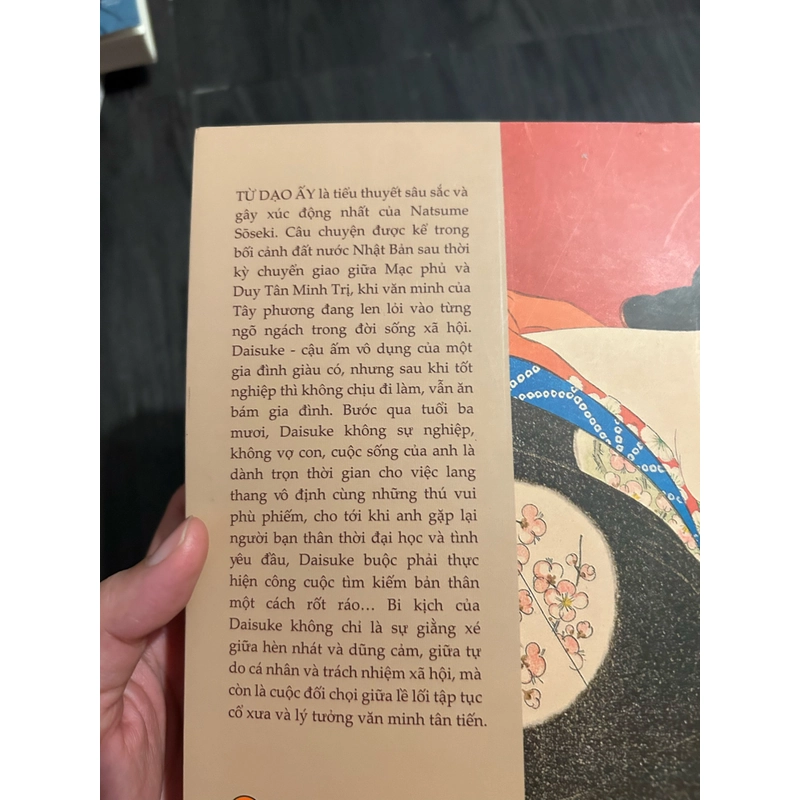 TỪ DẠO ẤY là tiểu thuyết sâu sắc và
gây xúc động nhất của Natsume
Sōseki. Câu chuyện được kể trong
bối cảnh đất nước Nhật Bản sau thời
kỳ chuyển giao giữa Mạc phủ và
Duy Tân Minh Trị, khi văn minh của
Tây phương đang len lỏi vào từng
ngõ ngách trong đời sống xã hội.
Daisuke - cậu ấm vô dụng của một
gia đình giàu có, nhưng sau khi tốt
nghiệp thì không chịu đi làm, vẫn ăn
bám gia đình. Bước qua tuổi ba
mươi, Daisuke không sự nghiệp,
không vợ con, cuộc sống của anh là
dành trọn thời gian cho việc lang
thang vô định cùng những thú vui
phù phiếm, cho tới khi anh gặp lại
người bạn thân thời đại học và tình
yêu đầu, Daisuke buộc phải thực
hiện công cuộc tìm kiếm bản thân
một cách rốt ráo... Bi kịch của
Daisuke không chỉ là sự giằng xé
giữa hèn nhát và dũng cảm, giữa tự
do cá nhân và trách nhiệm xã hội, mà
còn là cuộc đối chọi giữa lề lối tập tục
cổ xưa và lý tưởng văn minh tân tiến.